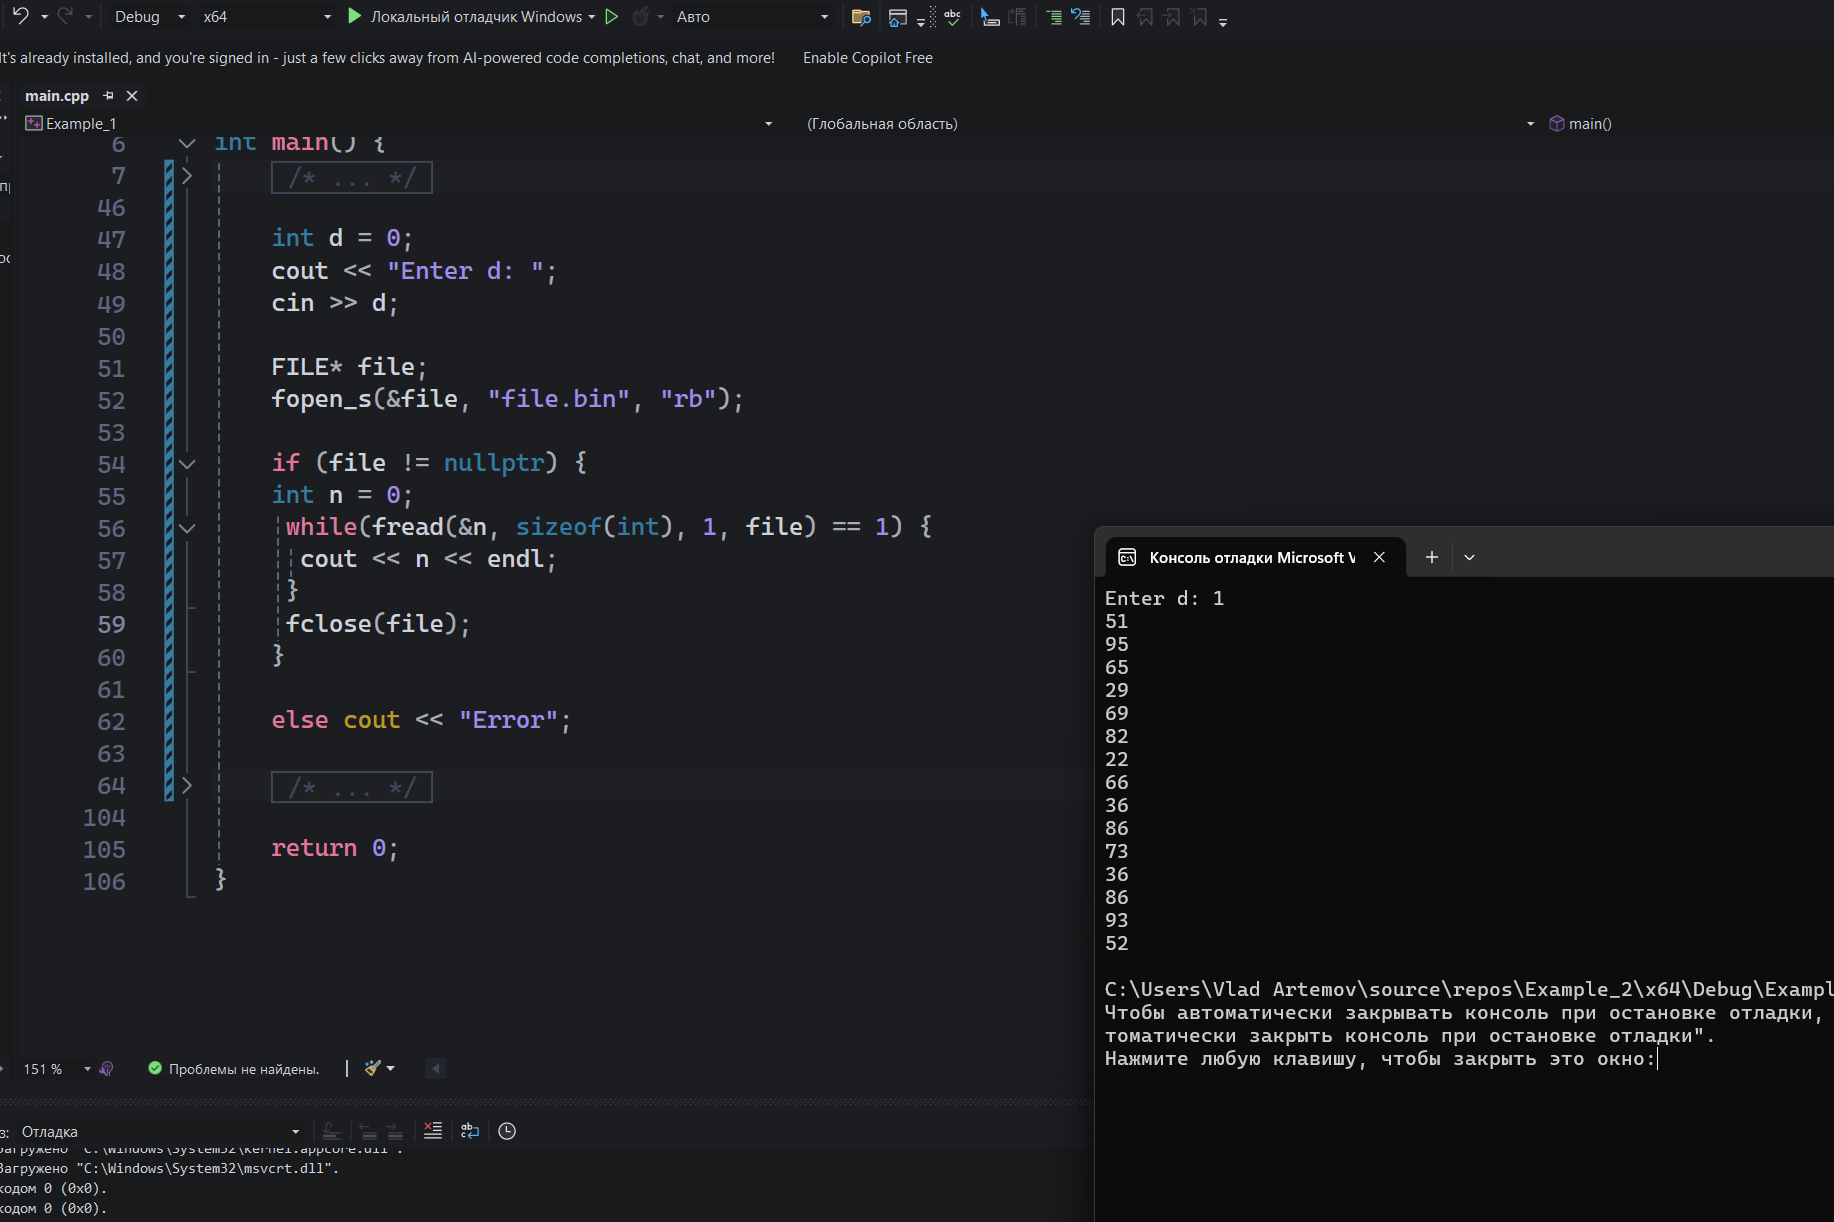 Debug x64 Локальный отладчик Windows Авто
It's already installed, and you're signed in - just a few clicks away from AI-powered code completions, chat, and more! Enable Copilot Free
main.cpp
Example_1 (Глобальная область) main()
6 int main() {
7 /* ... */
46
47 int d = 0;
48 cout << "Enter d: ";
49 cin >> d;
50
51 FILE* file;
52 fopen_s(&file, "file.bin", "rb");
53
54 if (file != nullptr) {
55 int n = 0;
56 while(fread(&n, sizeof(int), 1, file) == 1) {
57 cout << n << endl;
58 }
59 fclose(file);
60 }
61
62 else cout << "Error";
63
64 /* ... */
104
105 return 0;
106 }
151 % Проблемы не найдены.
Отладка
Загружено "C:\Windows\System32\kernel.appcore.dll".
Загружено "C:\Windows\System32\msvcrt.dll".
кодом 0 (0x0).
кодом 0 (0x0).
Консоль отладки Microsoft V
Enter d: 1
51
95
65
29
69
82
22
66
36
86
73
36
86
93
52
C:\Users\Vlad Artemov\source\repos\Example_2\x64\Debug\Exampl
Чтобы автоматически закрывать консоль при остановке отладки,
томатически закрыть консоль при остановке отладки".
Нажмите любую клавишу, чтобы закрыть это окно: